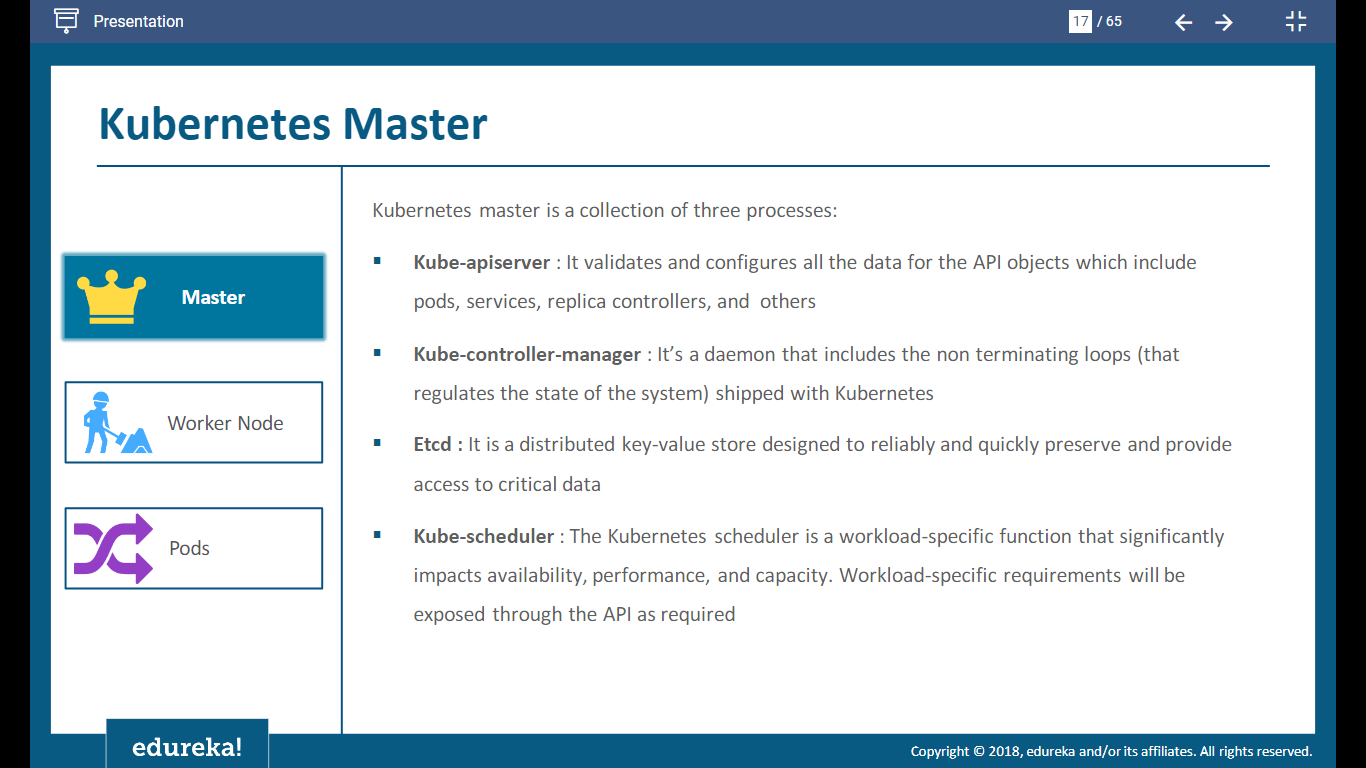 Presentation
17 / 65
Kubernetes Master
Master
Worker Node
Pods
Kubernetes master is a collection of three processes:
▪ Kube-apiserver : It validates and configures all the data for the API objects which include
pods, services, replica controllers, and others
▪ Kube-controller-manager : It’s a daemon that includes the non terminating loops (that
regulates the state of the system) shipped with Kubernetes
▪ Etcd : It is a distributed key-value store designed to reliably and quickly preserve and provide
access to critical data
▪ Kube-scheduler : The Kubernetes scheduler is a workload-specific function that significantly
impacts availability, performance, and capacity. Workload-specific requirements will be
exposed through the API as required
edureka!
Copyright © 2018, edureka and/or its affiliates. All rights reserved.